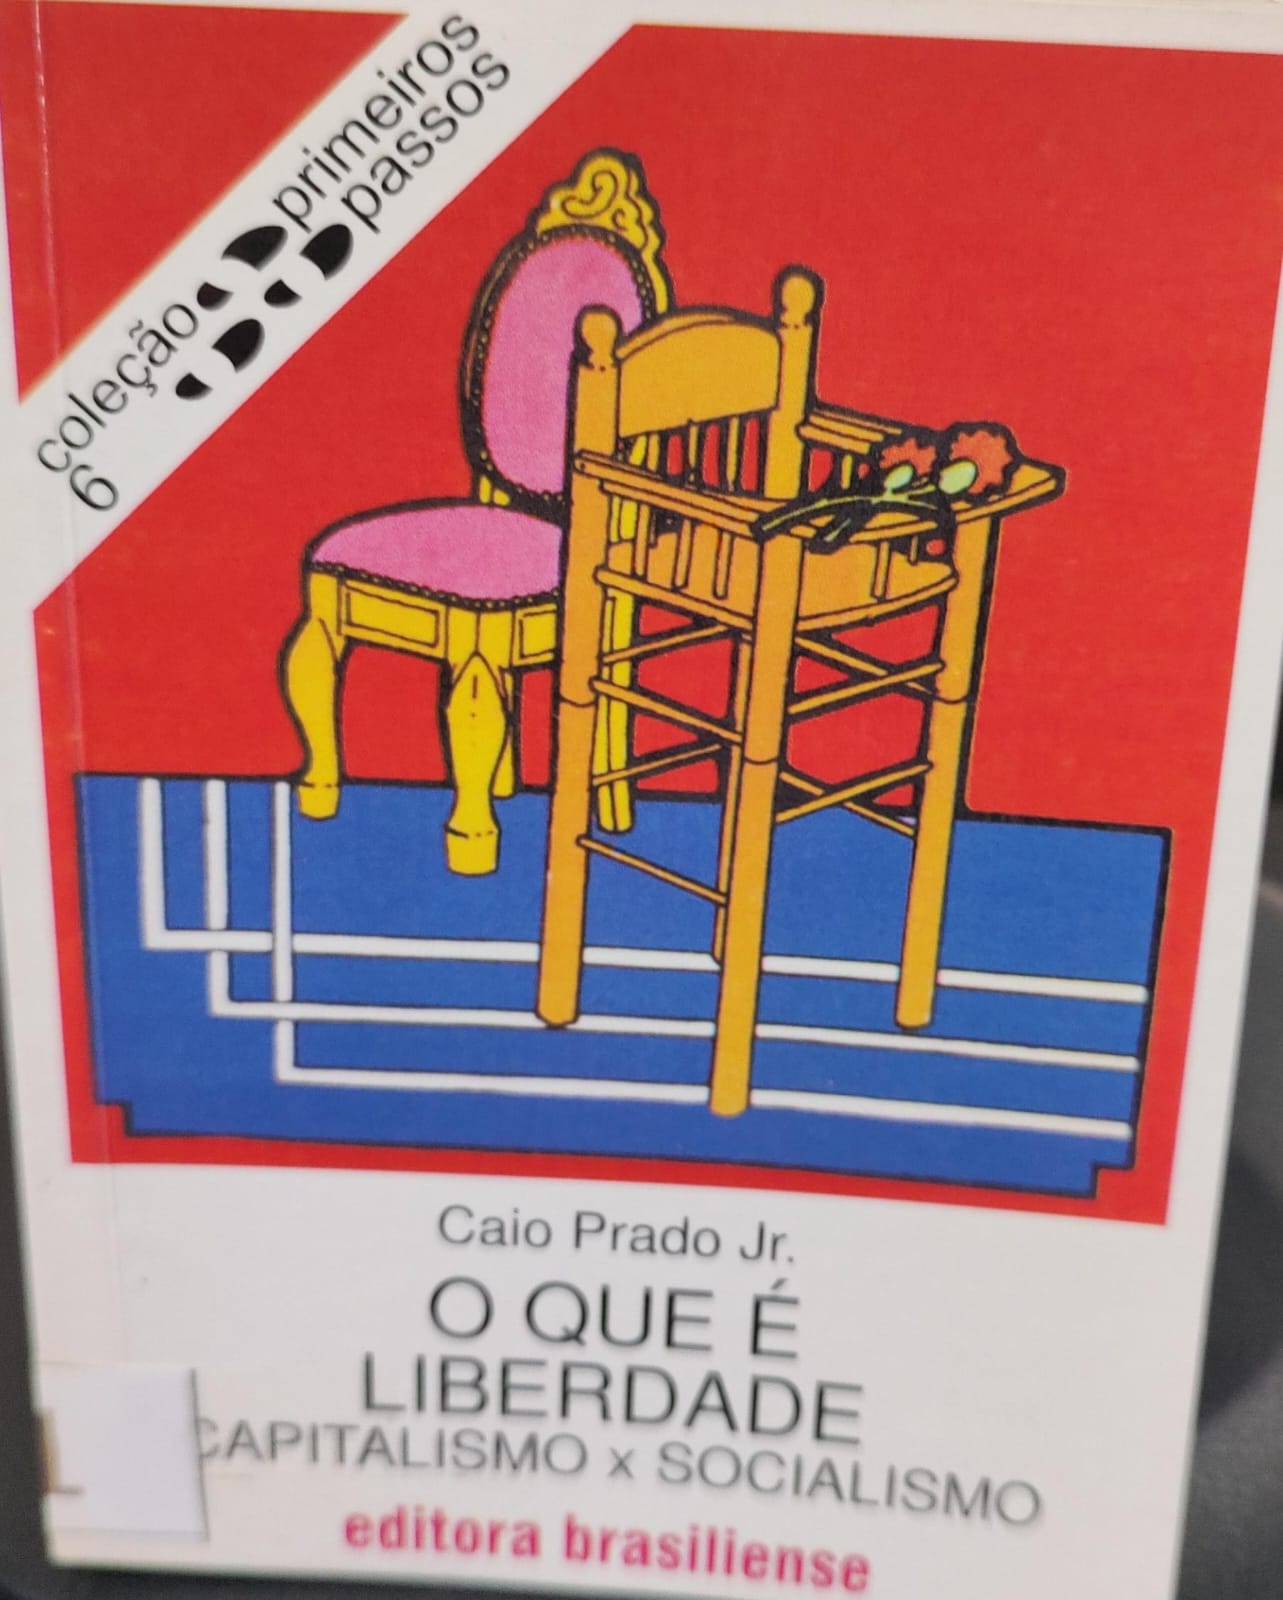 coleção primeiros
6 passos
Caio Prado Jr.
O QUE É
LIBERDADE
CAPITALISMO x SOCIALISMO
editora brasiliense